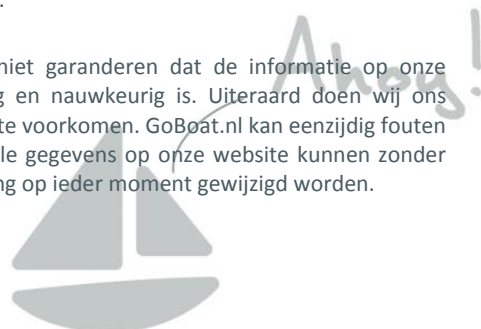 .
Ahoy!
niet garanderen dat de informatie op onze
g en nauwkeurig is. Uiteraard doen wij ons
te voorkomen. GoBoat.nl kan eenzijdig fouten
le gegevens op onze website kunnen zonder
ng op ieder moment gewijzigd worden.